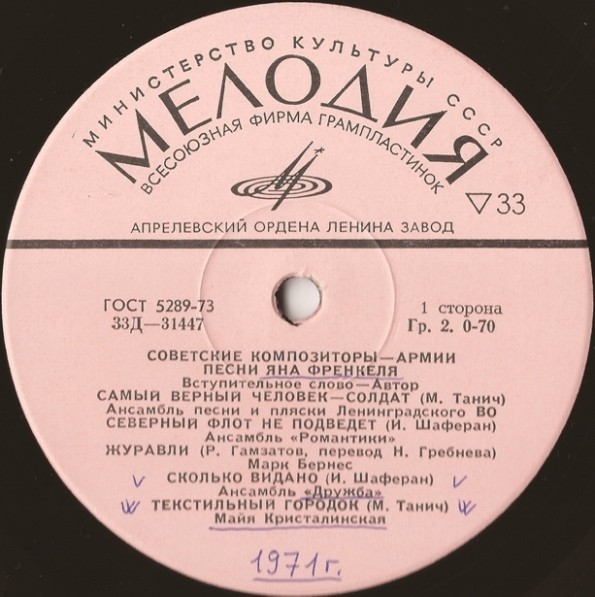 МИНИСТЕРСТВО КУЛЬТУРЫ СССР
МЕЛОДИЯ
ВСЕСОЮЗНАЯ ФИРМА ГРАМПЛАСТИНОК
▽33
АПРЕЛЕВСКИЙ ОРДЕНА ЛЕНИНА ЗАВОД
ГОСТ 5289-73
33Д—31447
1 сторона
Гр. 2. 0-70
СОВЕТСКИЕ КОМПОЗИТОРЫ—АРМИИ
ПЕСНИ ЯНА ФРЕНКЕЛЯ
Вступительное слово—Автор
САМЫЙ ВЕРНЫЙ ЧЕЛОВЕК—СОЛДАТ (М. Танич)
Ансамбль песни и пляски Ленинградского ВО
СЕВЕРНЫЙ ФЛОТ НЕ ПОДВЕДЕТ (И. Шаферан)
Ансамбль «Романтики»
ЖУРАВЛИ (Р. Гамзатов, перевод Н. Гребнева)
Марк Бернес
СКОЛЬКО ВИДАНО (И. Шаферан)
Ансамбль «Дружба»
ТЕКСТИЛЬНЫЙ ГОРОДОК (М. Танич)
Майя Кристалинская
1971г.